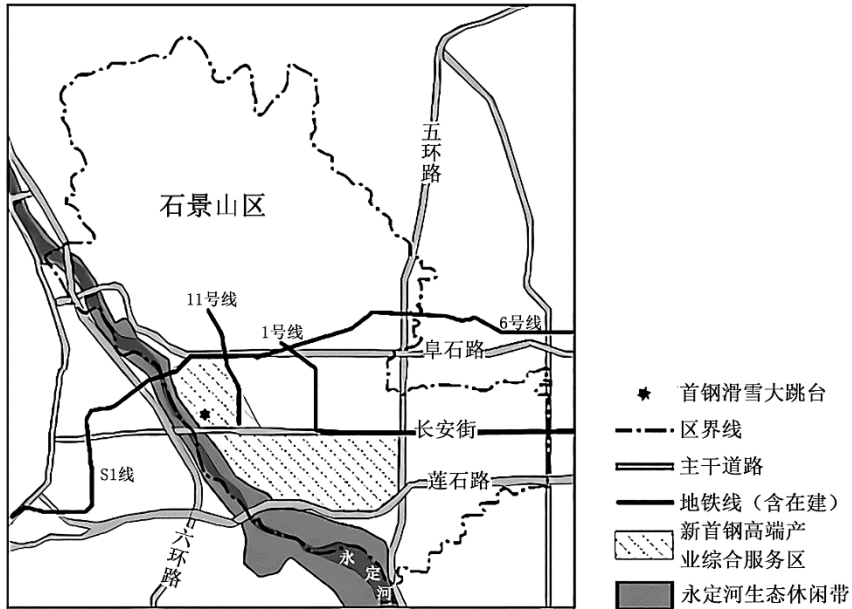 五环路
石景山区
11号线
1号线
6号线
阜石路
长安街
S1线
莲石路
六环路
永定河
首钢滑雪大跳台
区界线
主干道路
地铁线（含在建）
新首钢高端产
业综合服务区
永定河生态休闲带